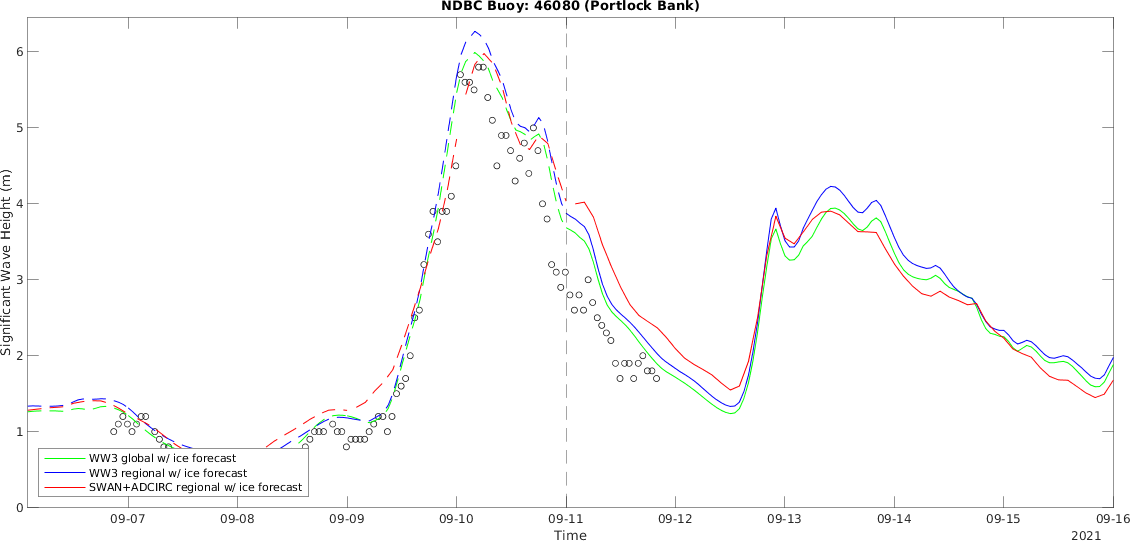 NDBC Buoy: 46080 (Portlock Bank)
Significant Wave Height (m)
6
5
4
3
2
1
0
WW3 global w/ ice forecast
WW3 regional w/ ice forecast
SWAN+ADCIRC regional w/ ice forecast
09-07 09-08 09-09 09-10 09-11 09-12 09-13 09-14 09-15 09-16
Time
2021